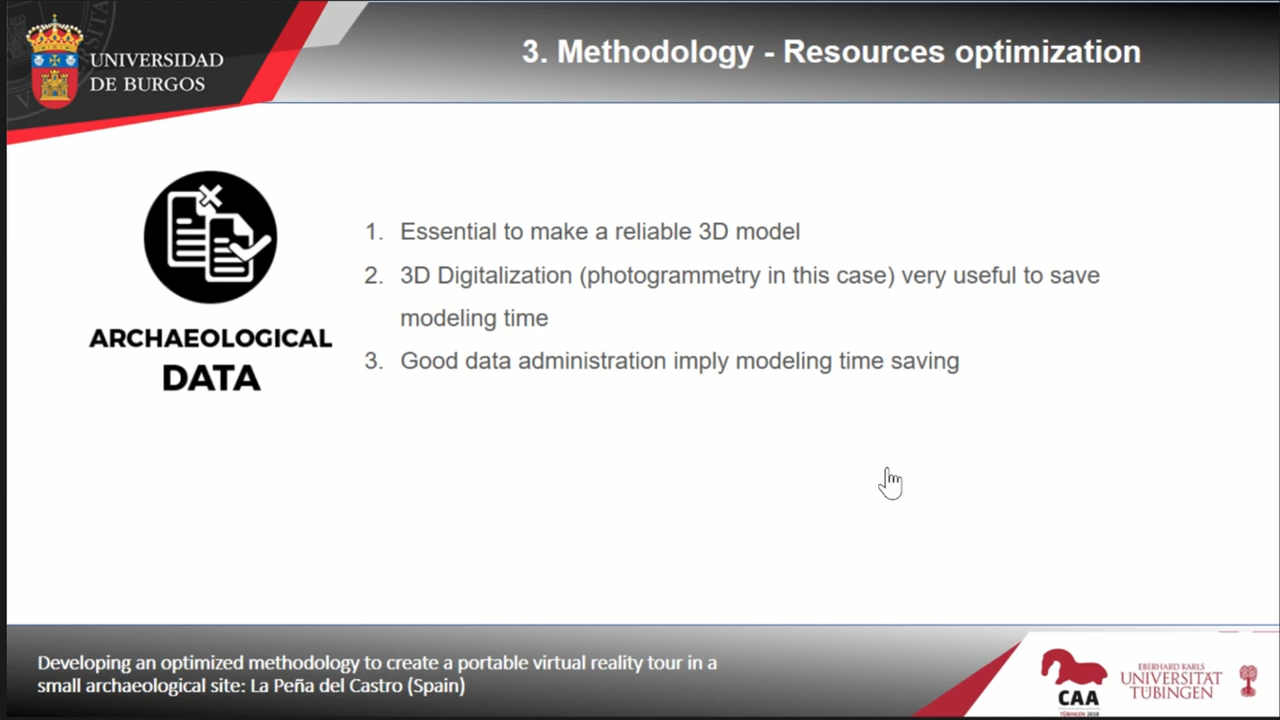 UNIVERSIDAD
DE BURGOS
3. Methodology - Resources optimization
ARCHAEOLOGICAL
DATA
1. Essential to make a reliable 3D model
2. 3D Digitalization (photogrammetry in this case) very useful to save
modeling time
3. Good data administration imply modeling time saving
Developing an optimized methodology to create a portable virtual reality tour in a
small archaeological site: La Peña del Castro (Spain)
CAA
TÜBINGEN 2018
EBERHARD KARLS
UNIVERSITÄT
TÜBINGEN